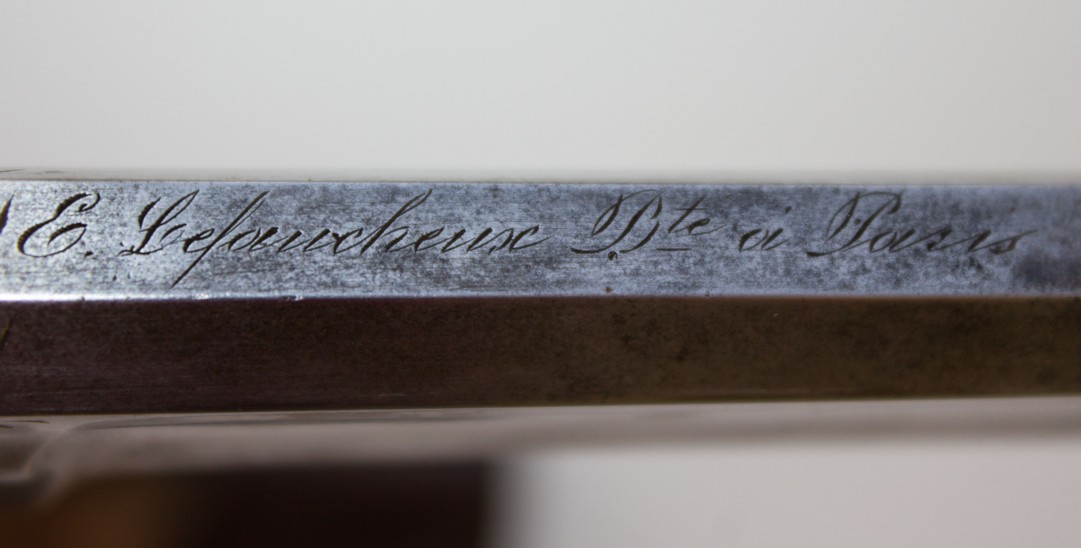 E. Lefaucheux Bte à Paris